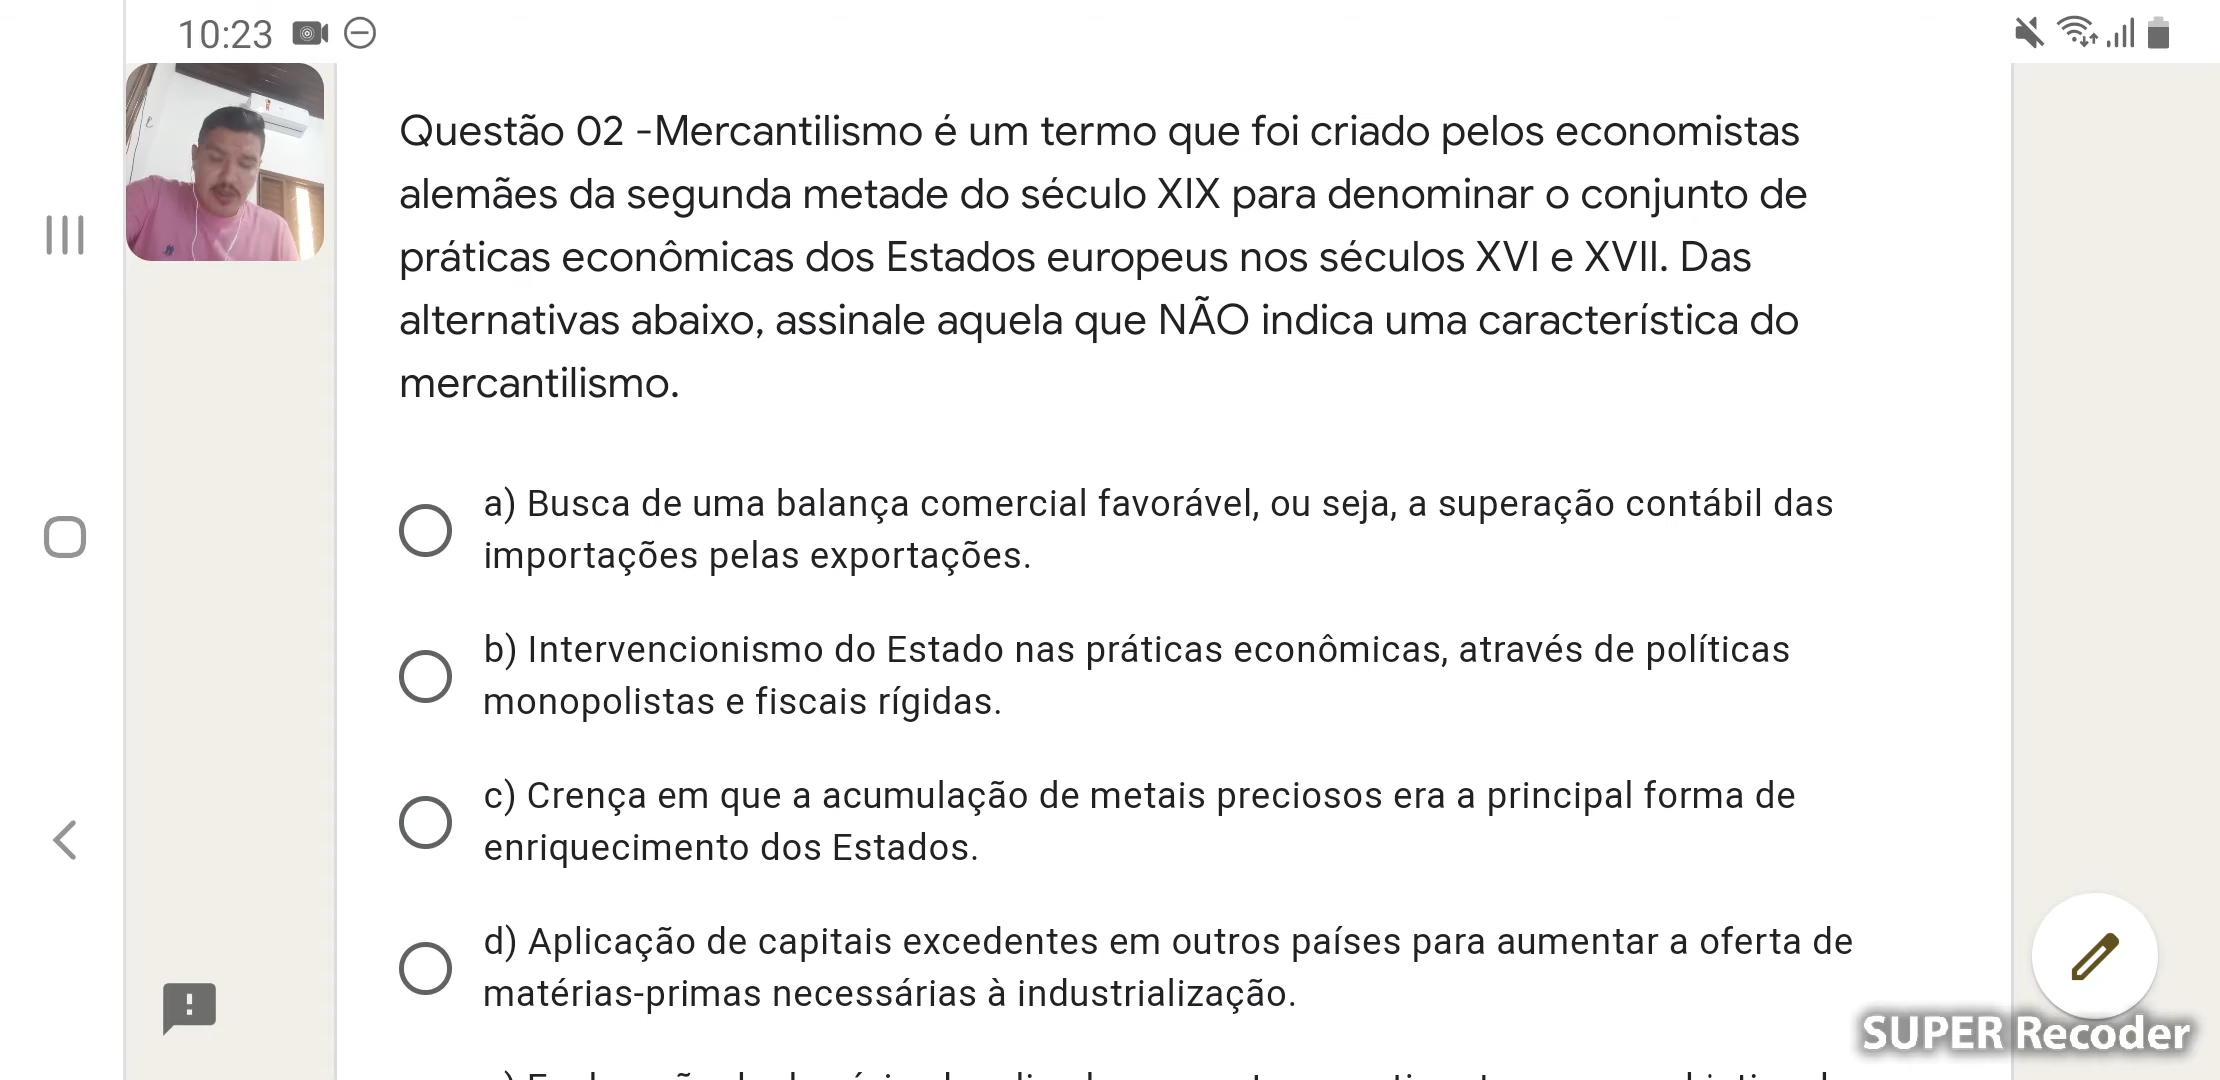 10:23
Questão 02 -Mercantilismo é um termo que foi criado pelos economistas
alemães da segunda metade do século XIX para denominar o conjunto de
práticas econômicas dos Estados europeus nos séculos XVI e XVII. Das
alternativas abaixo, assinale aquela que NÃO indica uma característica do
mercantilismo.
a) Busca de uma balança comercial favorável, ou seja, a superação contábil das
importações pelas exportações.
b) Intervencionismo do Estado nas práticas econômicas, através de políticas
monopolistas e fiscais rígidas.
c) Crença em que a acumulação de metais preciosos era a principal forma de
enriquecimento dos Estados.
d) Aplicação de capitais excedentes em outros países para aumentar a oferta de
matérias-primas necessárias à industrialização.
SUPER Recoder